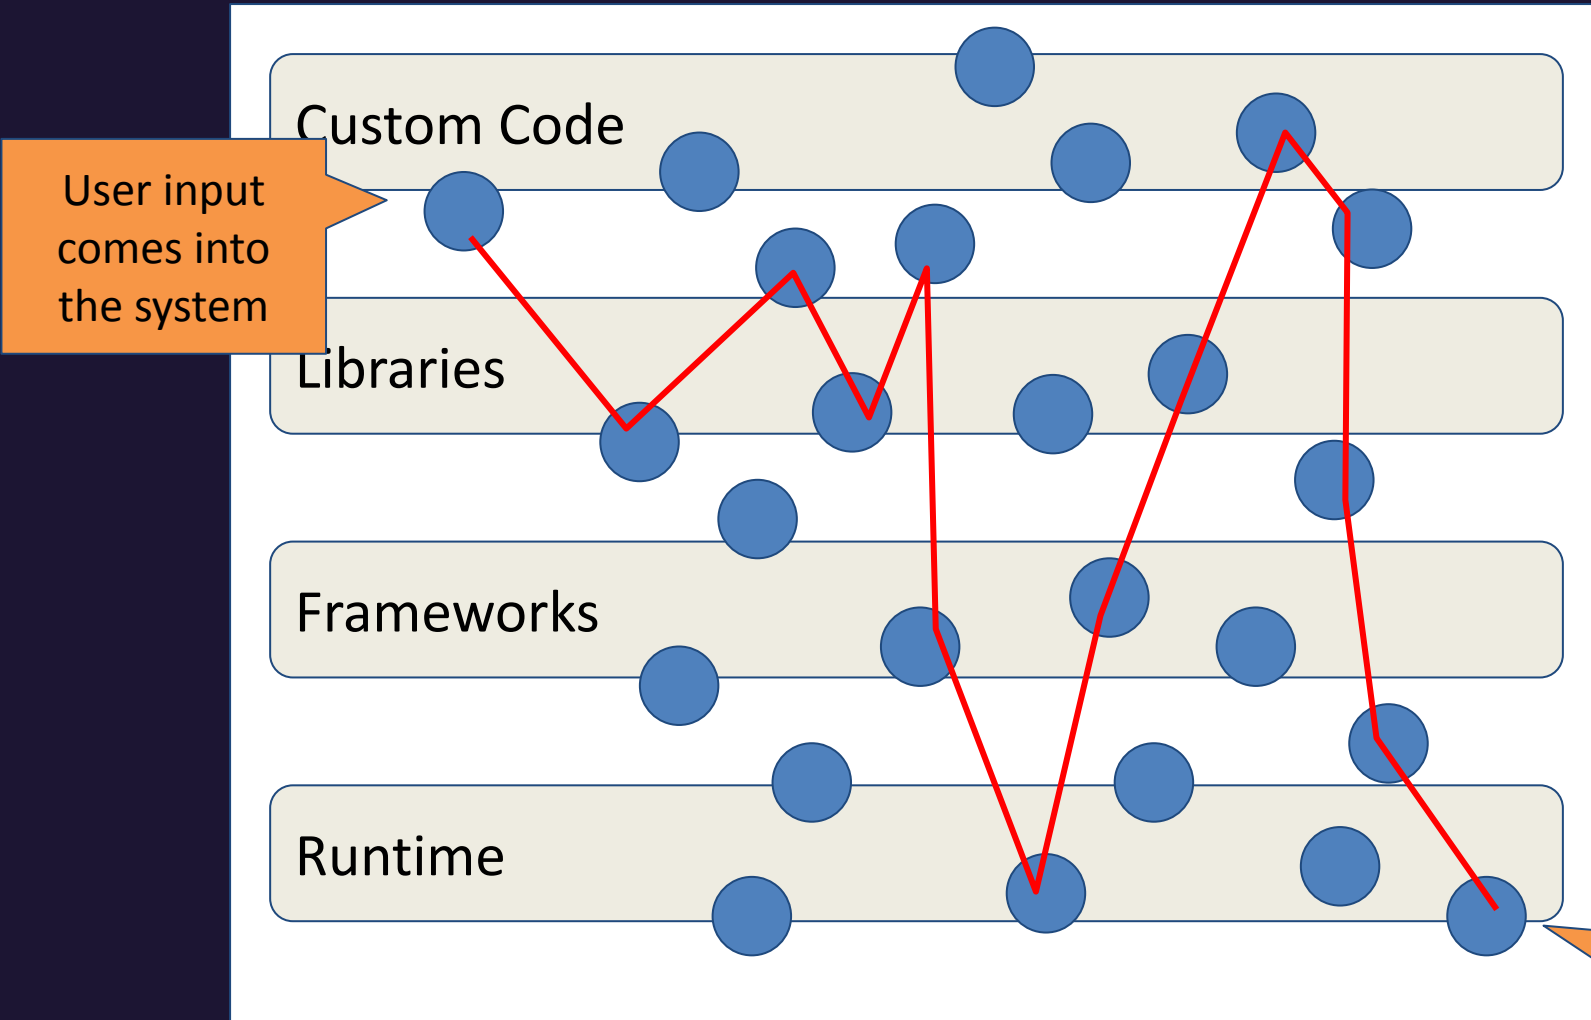 Custom Code
User input
comes into
the system
Libraries
Frameworks
Runtime